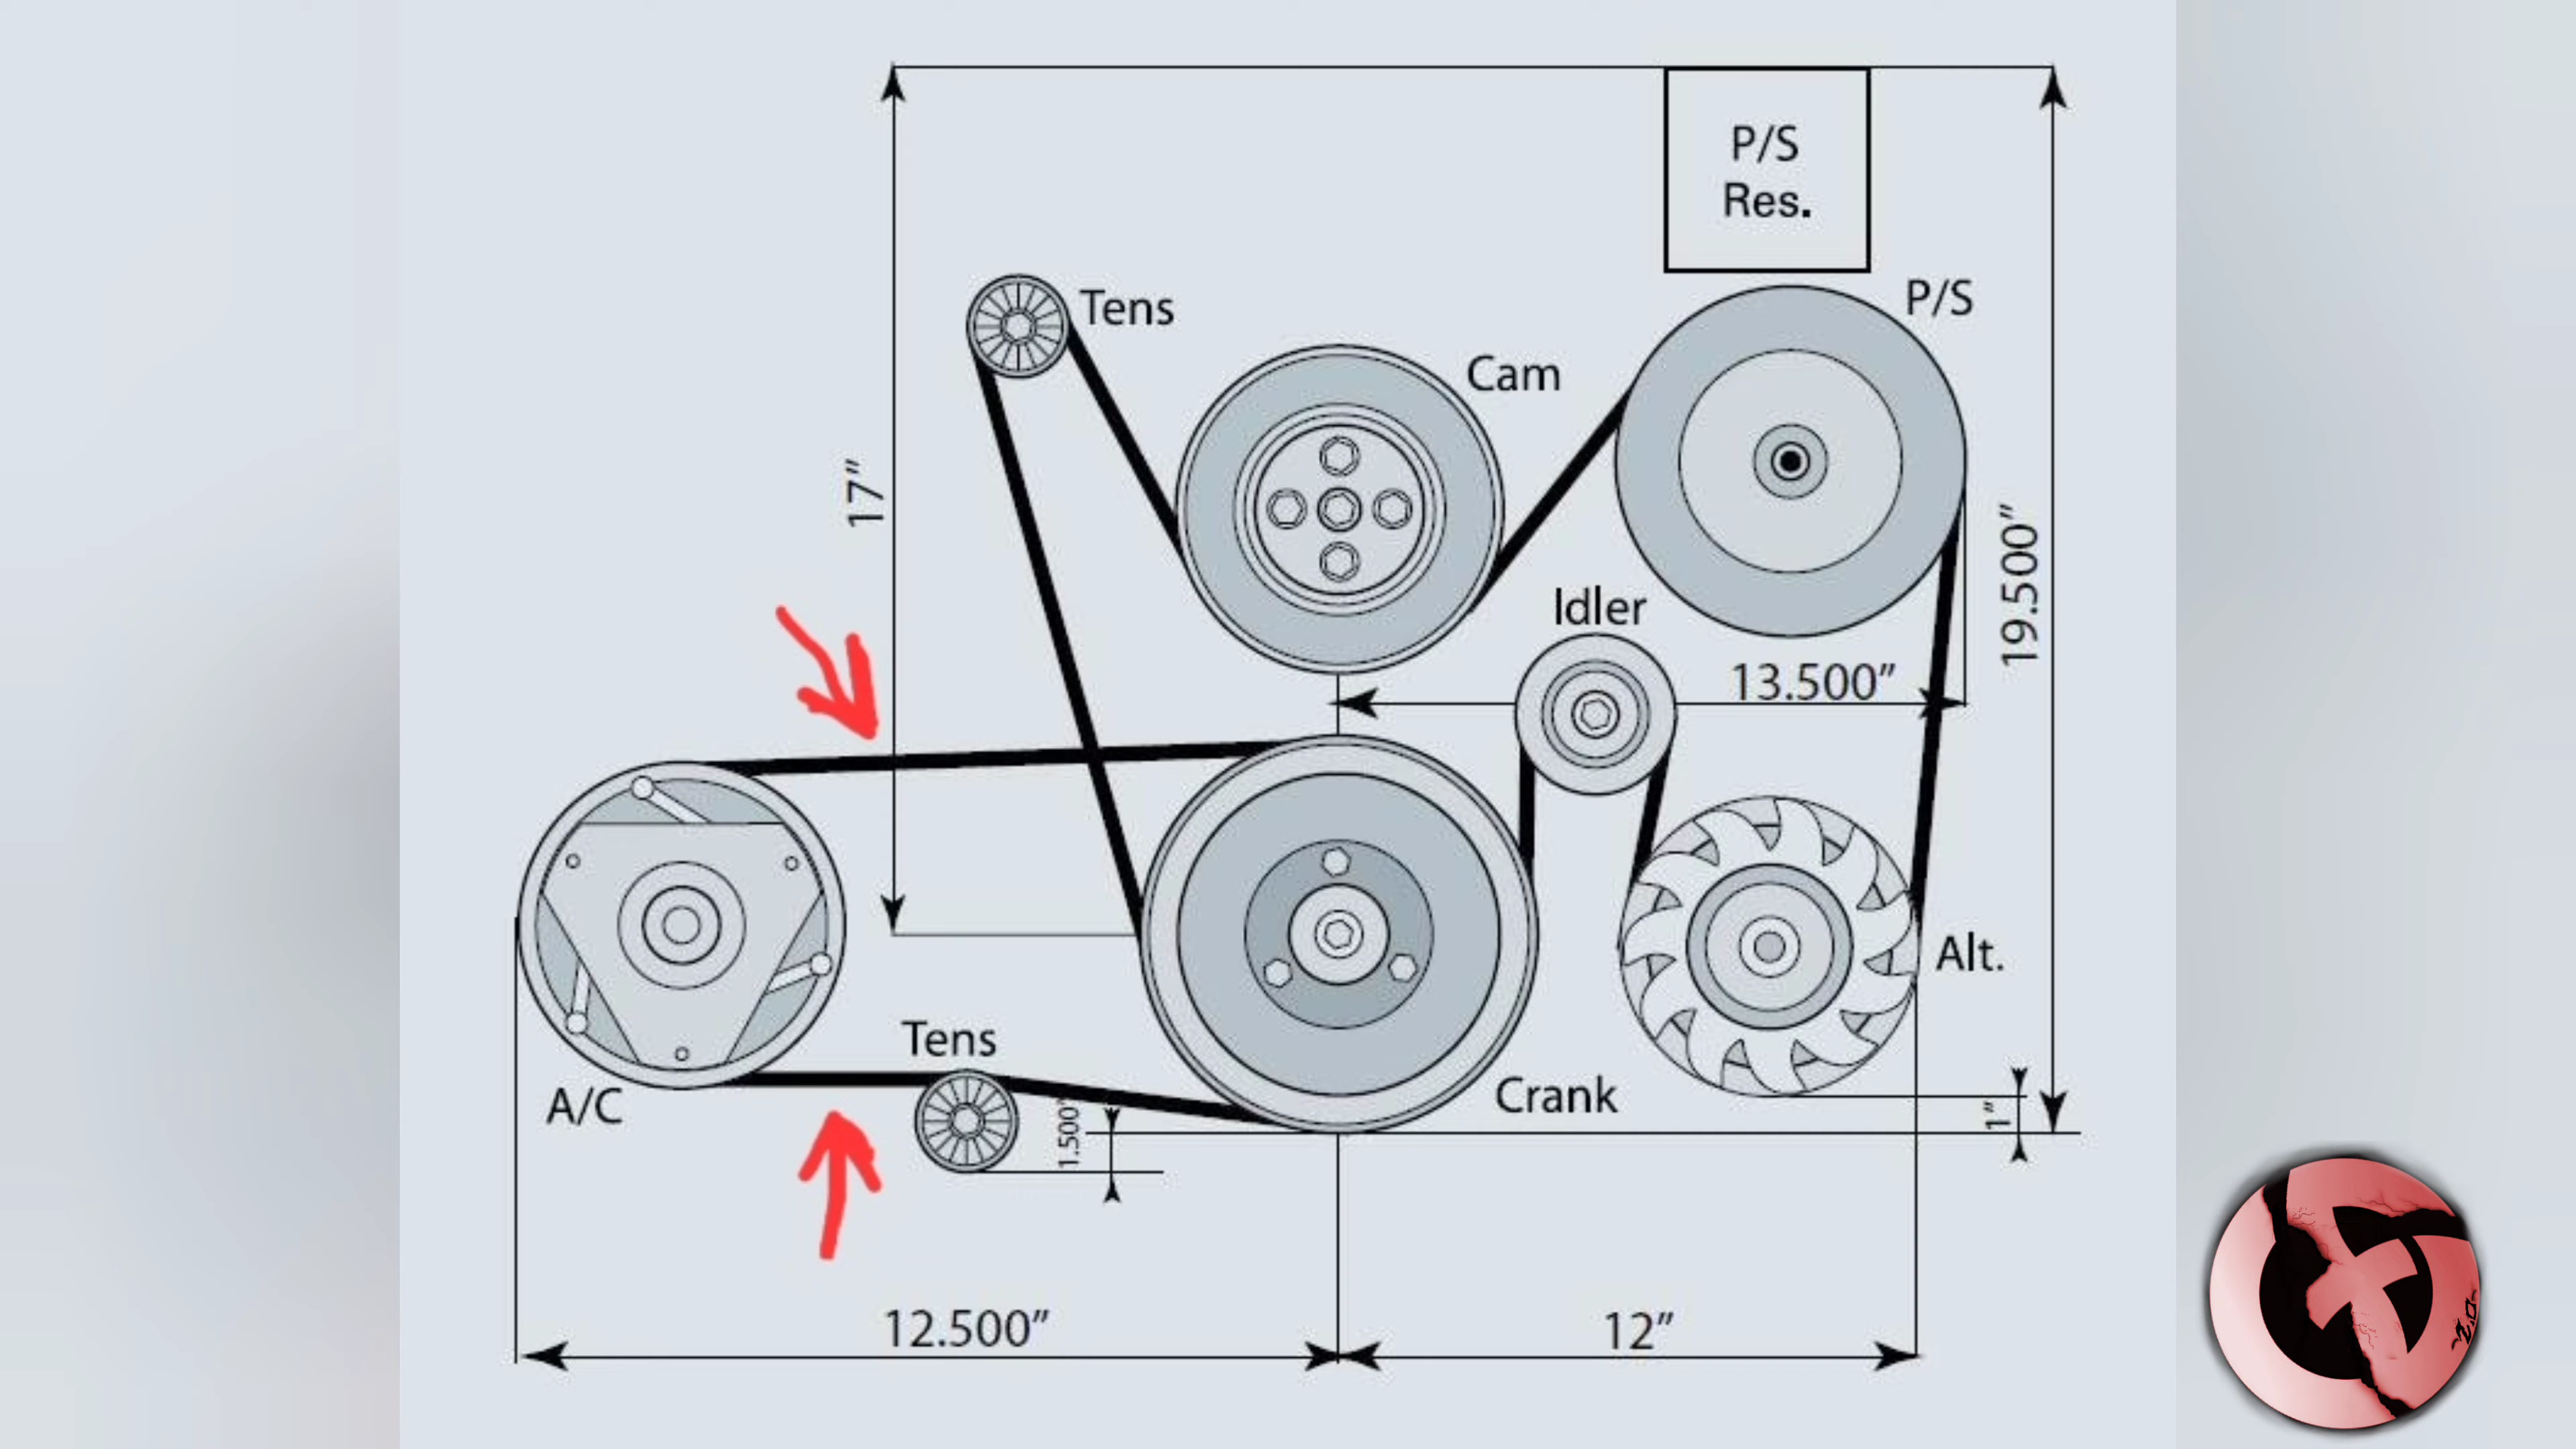 P/S
Res.
Tens
P/S
Cam
17”
19.500”
Idler
13.500”
Alt.
Tens
A/C
Crank
1.500”
1”
12.500”
12”